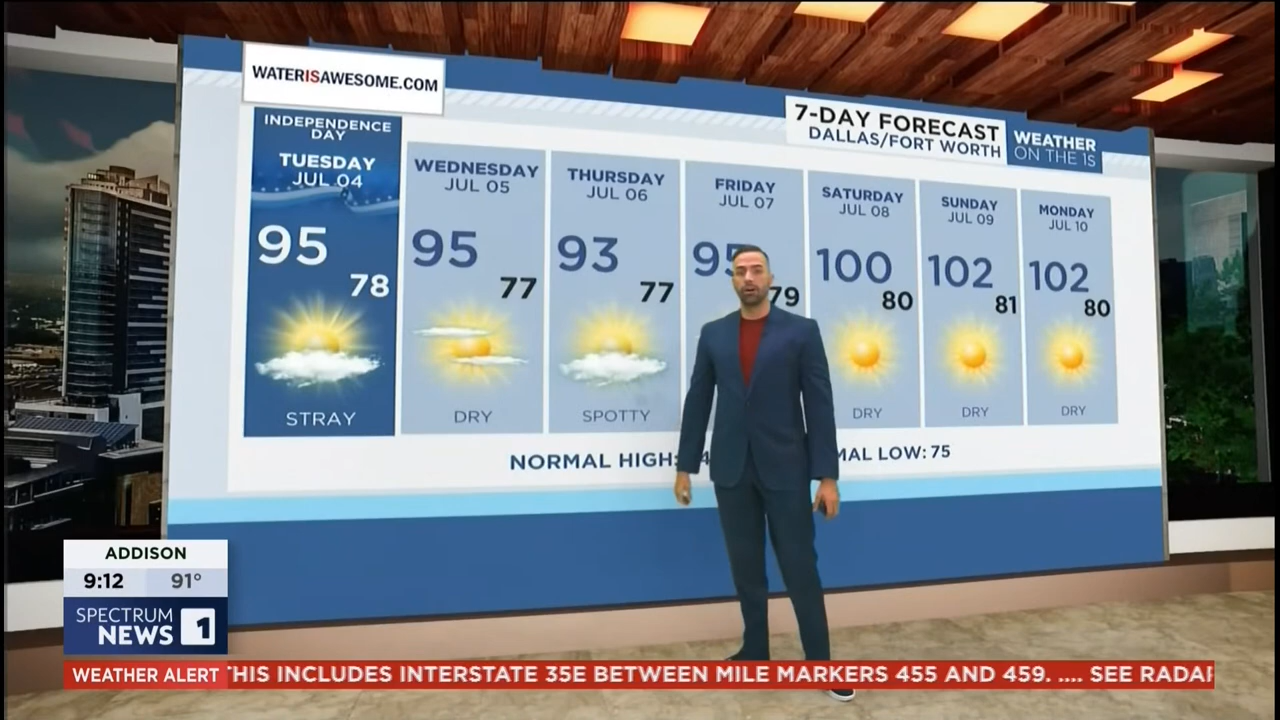 WATERISAWESOME.COM
7-DAY FORECAST
DALLAS/FORT WORTH
WEATHER
ON THE 1S
INDEPENDENCE
DAY
TUESDAY
JUL 04
95
78
STRAY
WEDNESDAY
JUL 05
95
77
DRY
THURSDAY
JUL 06
93
77
SPOTTY
FRIDAY
JUL 07
95
79
SATURDAY
JUL 08
100
80
DRY
SUNDAY
JUL 09
102
81
DRY
MONDAY
JUL 10
102
80
DRY
NORMAL HIGH: LOW: 75
ADDISON
9:12 91°
SPECTRUM
NEWS 1
WEATHER ALERT THIS INCLUDES INTERSTATE 35E BETWEEN MILE MARKERS 455 AND 459. .... SEE RADAR